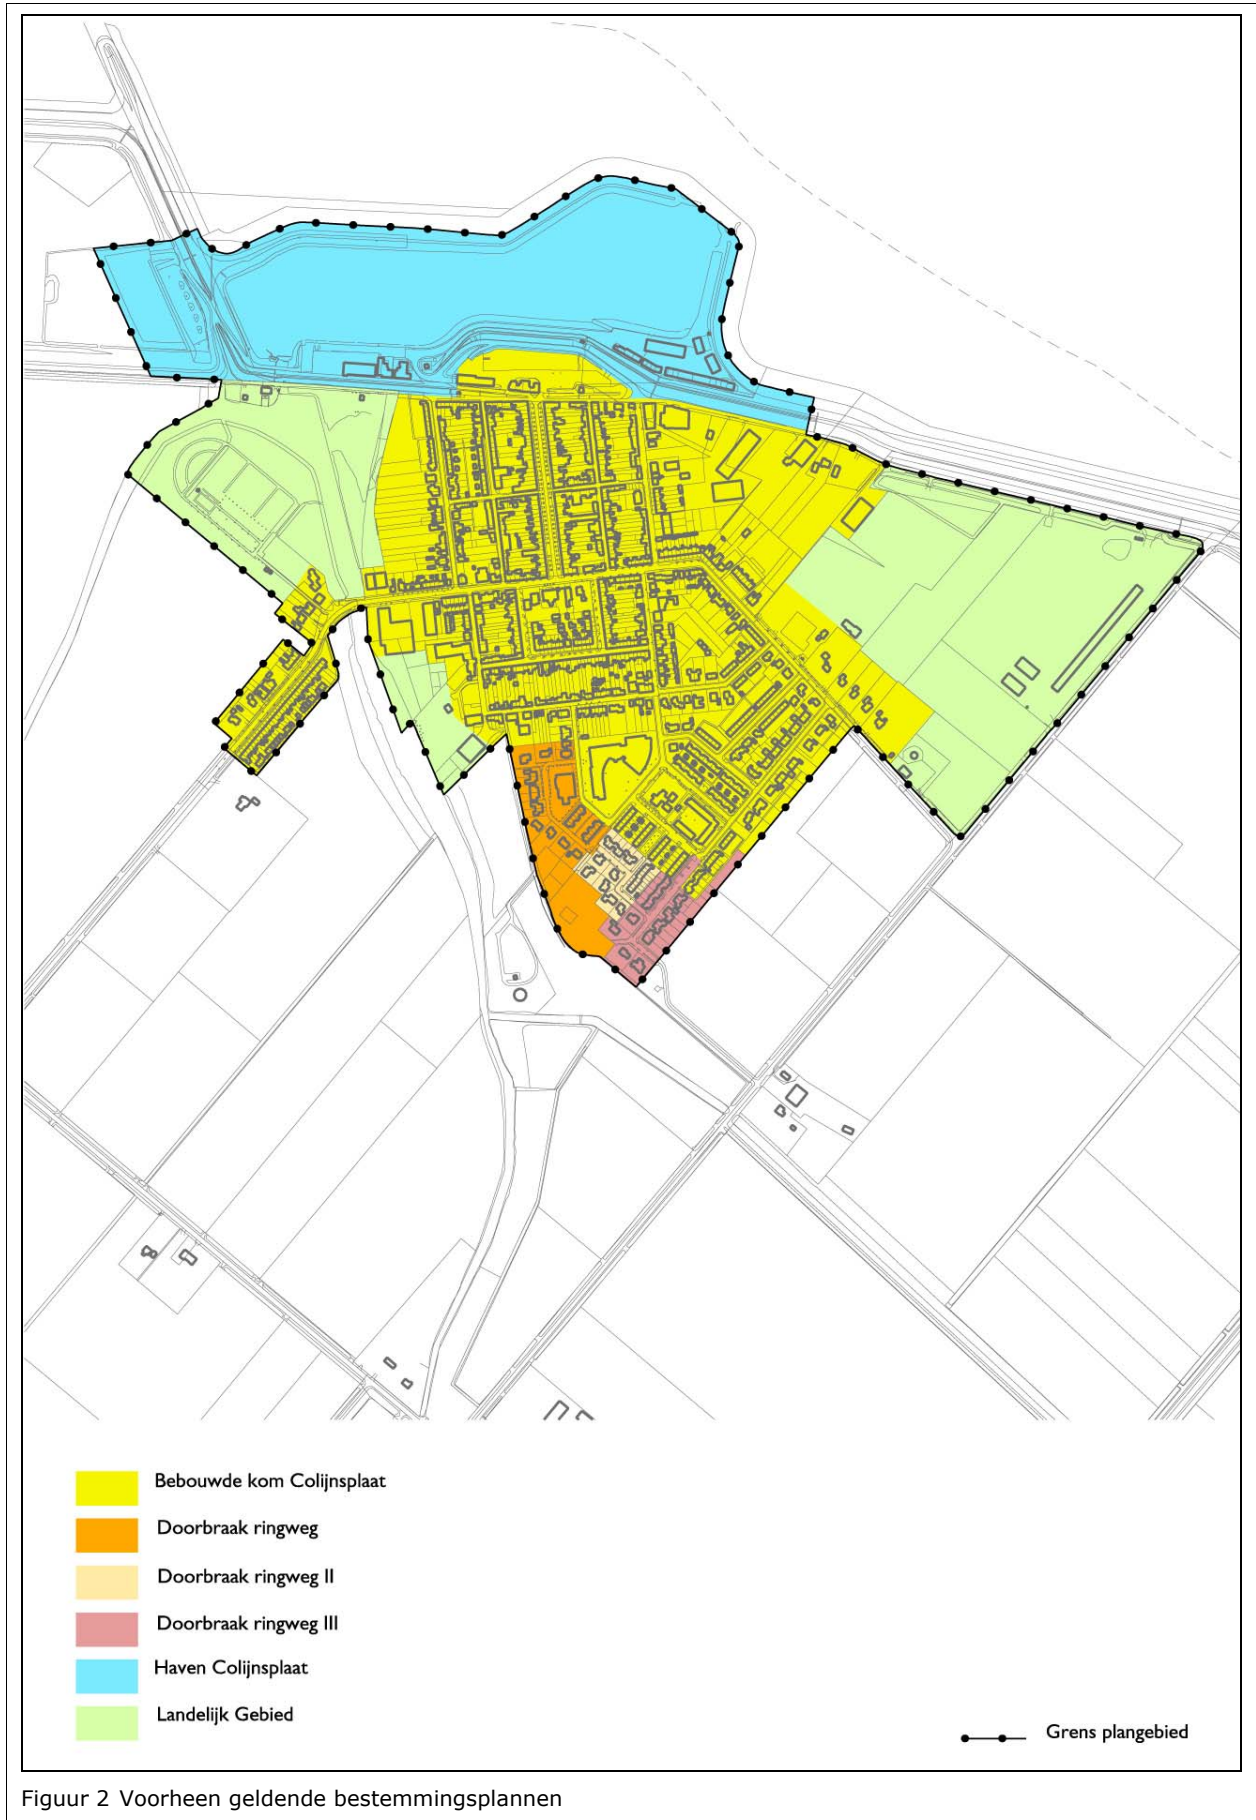 Bebouwde kom Colijnsplaat
Doorbraak ringweg
Doorbraak ringweg II
Doorbraak ringweg III
Haven Colijnsplaat
Landelijk Gebied
Grens plangebied
Figuur 2 Voorheen geldende bestemmingsplannen